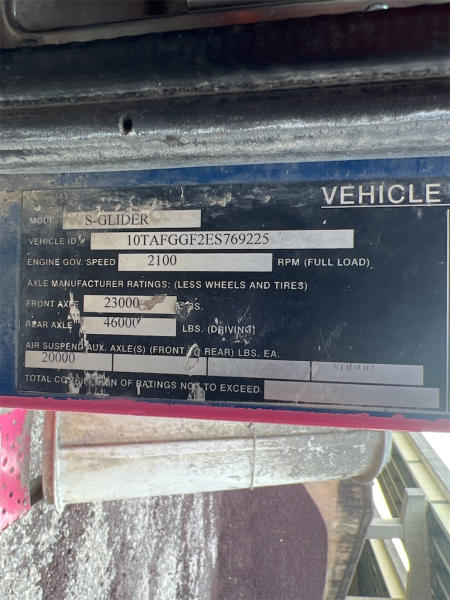 VEHICLE
MODEL S-GLIDER
VEHICLE ID 10TAFGGF2ES769225
ENGINE GOV. SPEED 2100 RPM (FULL LOAD)
AXLE MANUFACTURER RATINGS: (LESS WHEELS AND TIRES)
FRONT AXLE 23000 LBS.
REAR AXLE 46000 LBS. (DRIVING)
AIR SUSPEND AUX. AXLE(S) (FRONT REAR) LBS. EA.
20000
TOTAL OF RATINGS NOT TO EXCEED